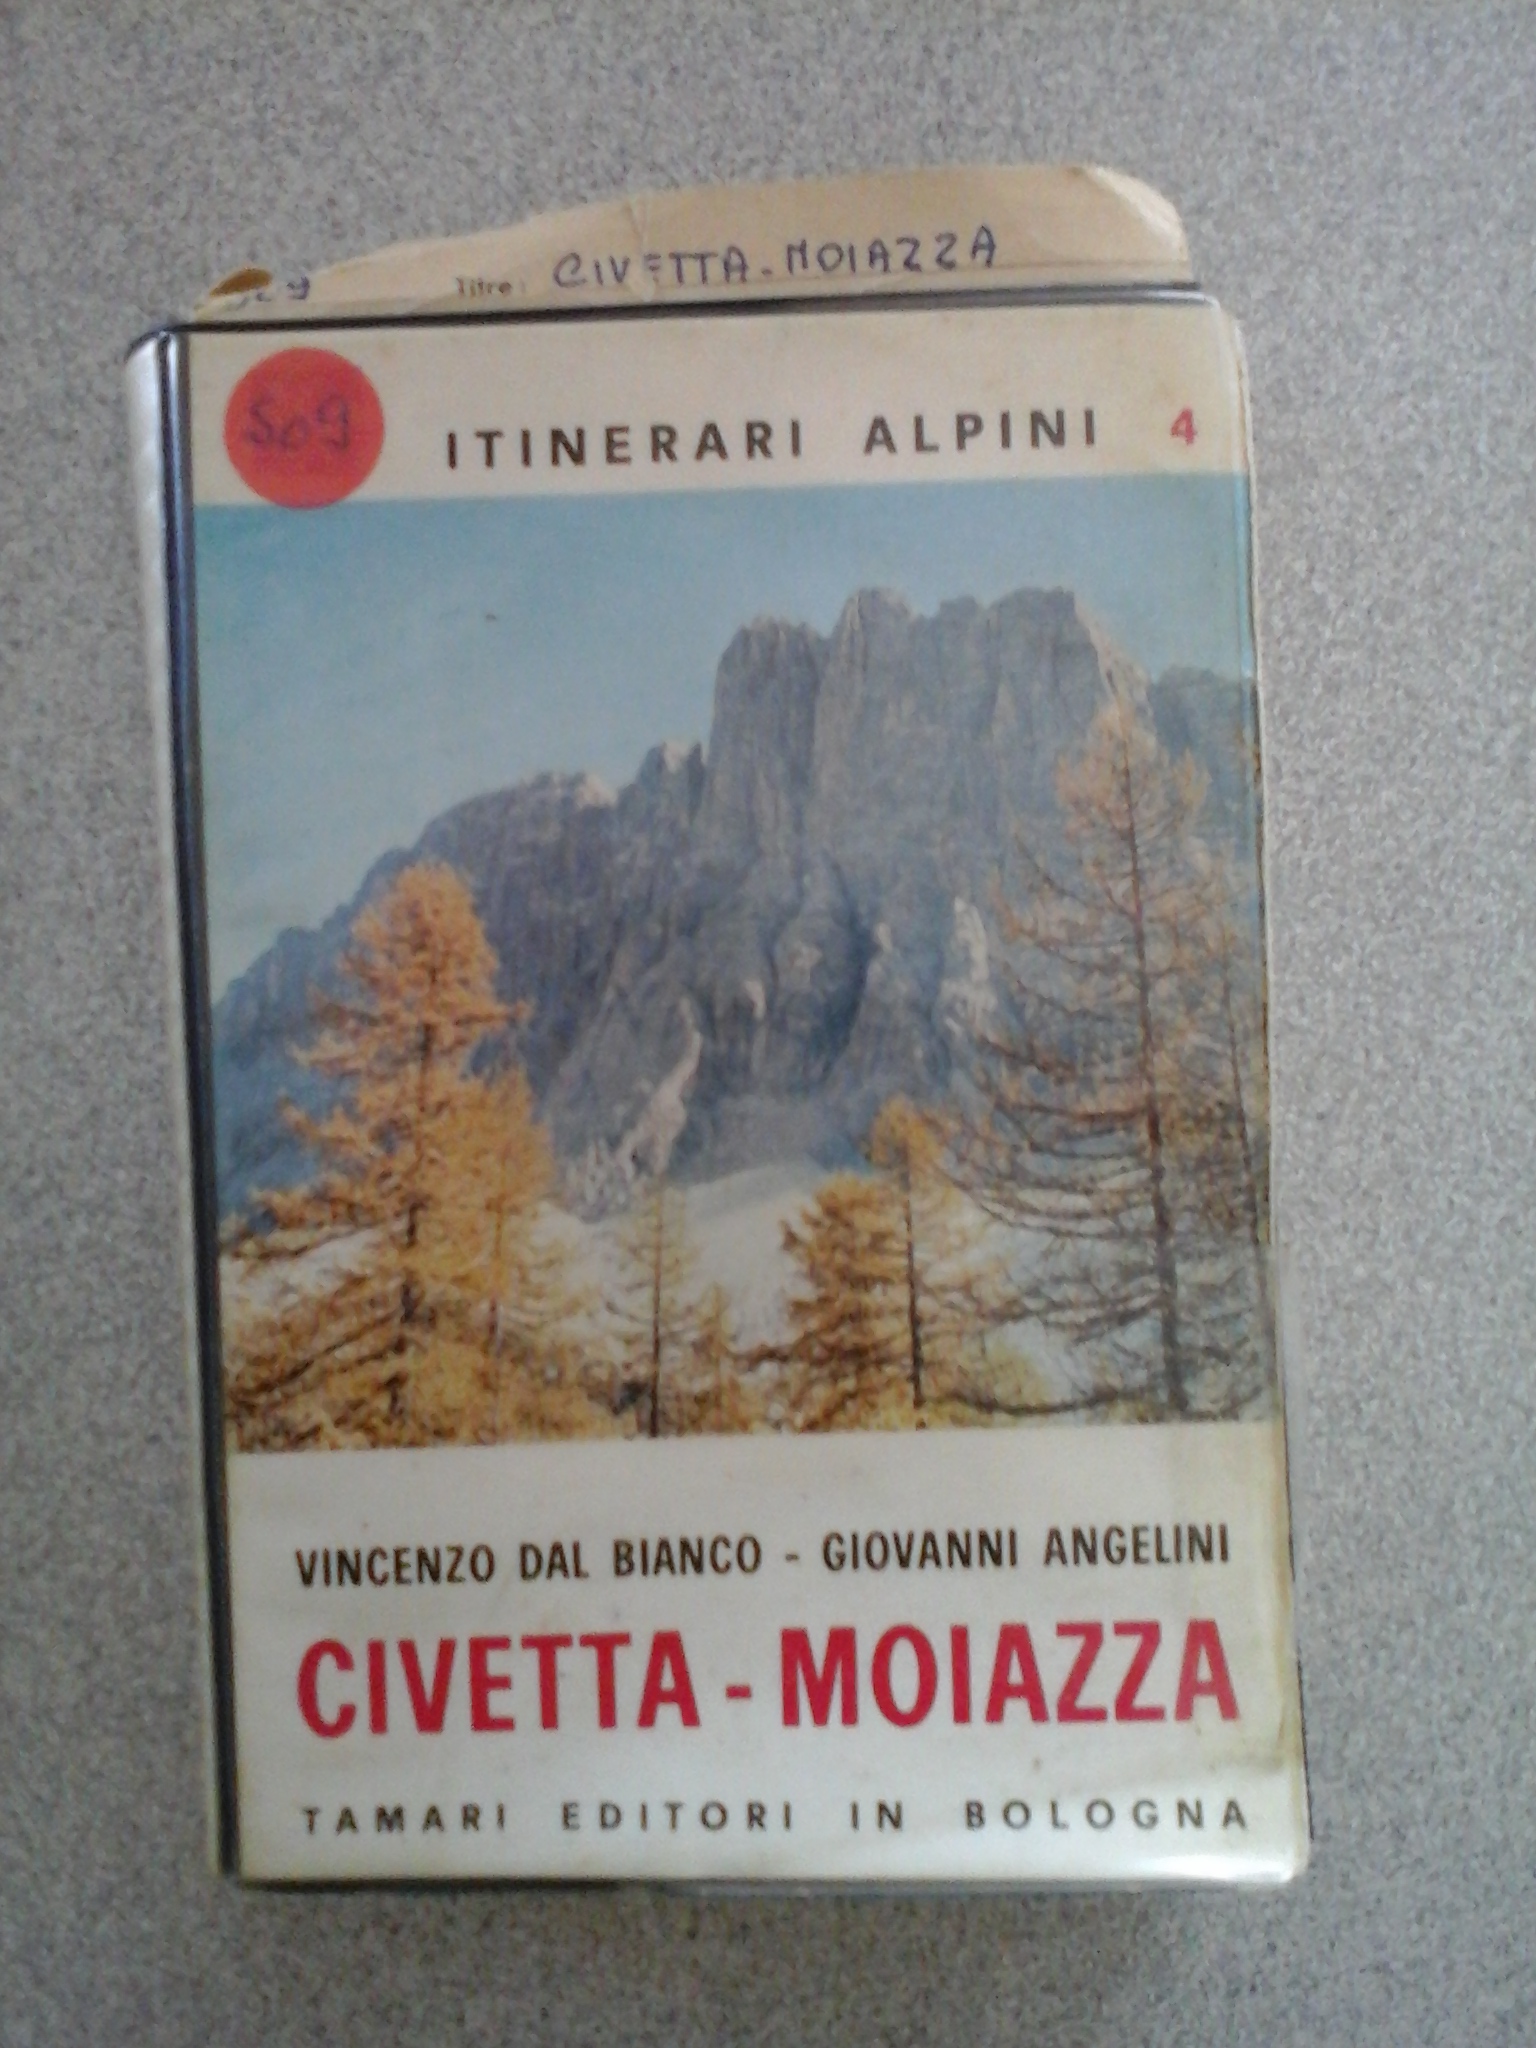 Titre: CIVETTA-MOIAZZA
509
ITINERARI ALPINI 4
VINCENZO DAL BIANCO - GIOVANNI ANGELINI
CIVETTA - MOIAZZA
TAMARI EDITORI IN BOLOGNA